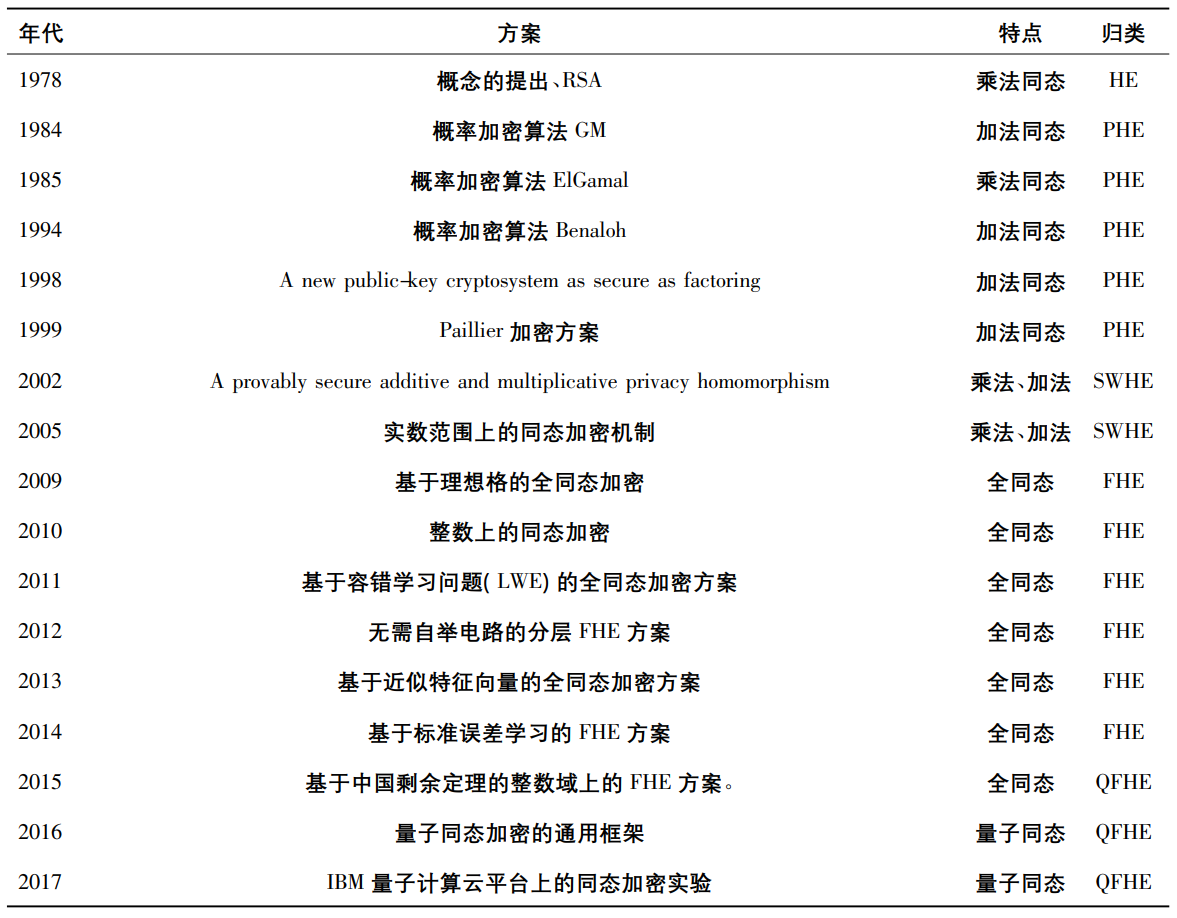 年代 方案 特点 归类
1978 概念的提出、RSA 乘法同态 HE
1984 概率加密算法 GM 加法同态 PHE
1985 概率加密算法 ElGamal 乘法同态 PHE
1994 概率加密算法 Benaloh 加法同态 PHE
1998 A new public-key cryptosystem as secure as factoring 加法同态 PHE
1999 Paillier 加密方案 加法同态 PHE
2002 A provably secure additive and multiplicative privacy homomorphism 乘法、加法 SWHE
2005 实数范围上的同态加密机制 乘法、加法 SWHE
2009 基于理想格的全同态加密 全同态 FHE
2010 整数上的同态加密 全同态 FHE
2011 基于容错学习问题( LWE) 的全同态加密方案 全同态 FHE
2012 无需自举电路的分层 FHE 方案 全同态 FHE
2013 基于近似特征向量的全同态加密方案 全同态 FHE
2014 基于标准误差学习的 FHE 方案 全同态 FHE
2015 基于中国剩余定理的整数域上的 FHE 方案。 全同态 QFHE
2016 量子同态加密的通用框架 量子同态 QFHE
2017 IBM 量子计算云平台上的同态加密实验 量子同态 QFHE